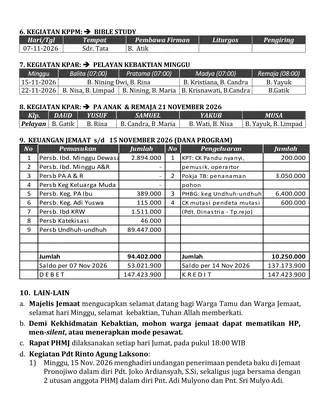 6. KEGIATAN KPPM: ➔ BIBLE STUDY
Hari/Tgl Tempat Pembawa Firman Liturgos Pengiring
07-11-2026 Sdr. Tata B. Atik
7. KEGIATAN KPAR: ➔ PELAYAN KEBAKTIAN MINGGU
Minggu Balita (07:00) Pratama (07:00) Madya (07:00) Remaja (08:00)
15-11-2026 B. Nining Dwi, B. Rina B. Kristiana, B. Candra B. Yayuk
22-11-2026 B. Nisa, B. Limpad B. Nining, B. Maria B. Krisnawati, B.Candra B.Gatik
8. KEGIATAN KPAR: ➔ PA ANAK & REMAJA 21 NOVEMBER 2026
Klp. DAUD YUSUF SAMUEL YAKUB MUSA
Pelayan B. Gatik B. Rina B. Candra, B. Maria B. Wati, B. Nisa B. Yayuk, B. Limpad
9. KEUANGAN JEMAAT s/d 15 NOVEMBER 2026 (DANA PROGRAM)
No Pemasukan Jumlah No Pengeluaran Jumlah
1 Persb. Ibd. Minggu Dewasa 2.894.000 1 KPT: CK Pandu nyanyi, 200.000
2 Persb. Ibd. Minggu A&R - pemusik, operartor
3 Persb PA A & R - 2 Pokja TB: penanaman 3.050.000
4 Persb Keg Keluarga Muda pohon
5 Persb. Keg. PA Ibu 389.000 3 PHBG: keg Unduh-unduh 6.400.000
6 Persb. Keg. Adi Yuswa 115.000 4 CK mutasi pendeta mutasi 600.000
7 Persb. Ibd KRW 1.511.000 (Pdt. Dinastria - Tp.rejo)
8 Persb Katekisasi 46.000
9 Persb Undhuh-undhuh 89.447.000
Jumlah 94.402.000 Jumlah 10.250.000
Saldo per 07 Nov 2026 53.021.900 Saldo per 14 Nov 2026 137.173.900
D E B E T 147.423.900 K R E D I T 147.423.900
10. LAIN-LAIN
a. Majelis Jemaat mengucapkan selamat datang bagi Warga Tamu dan Warga Jemaat,
selamat hari Minggu, selamat kebaktian, Tuhan Allah memberkati.
b. Demi Kekhidmatan Kebaktian, mohon warga jemaat dapat mematikan HP,
men-silent, atau menerapkan mode pesawat.
c. Rapat PHMJ dilaksanakan setiap hari Jumat, pada pukul 18:00 WIB
d. Kegiatan Pdt Rinto Agung Laksono:
1) Minggu, 15 Nov. 2026 menghadiri undangan penerimaan pendeta baku di Jemaat
Pronojiwo dalam diri Pdt. Joko Ardiansyah, S.Si, sekaligus juga bersama dengan
2 utusan anggota PHMJ dalam diri Pnt. Adi Mulyono dan Pnt. Sri Mulyo Adi.